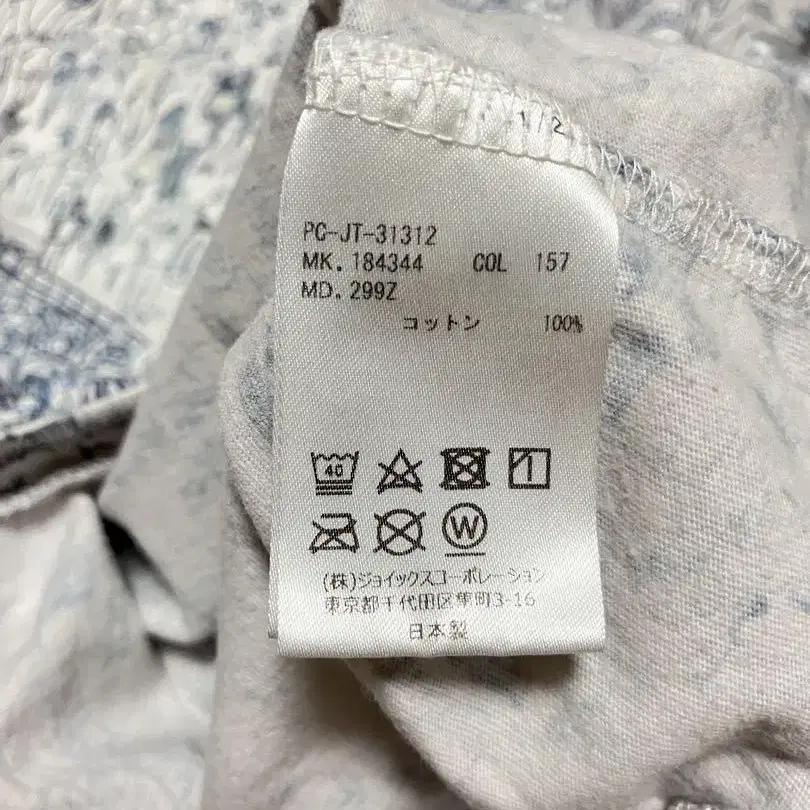 1/2
PC-JT-31312
MK. 184344 COL 157
MD. 299Z
コットン 100%
40
1
W
(株)ジョイックスコーポレーション
東京都千代田区隼町3-16
日本製